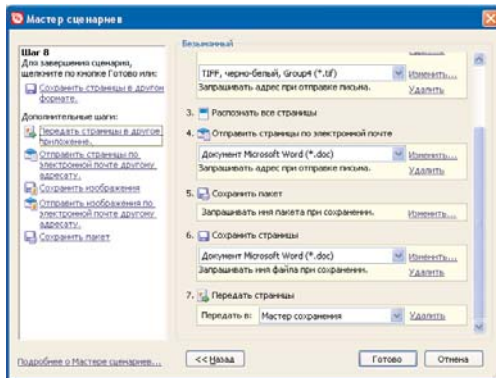 Мастер сценариев
Шаг 8
Для завершения сценария,
щелкните по кнопке Готово или:
Сохранить страницы в другом
формате.
Дополнительные шаги:
Передать страницы в другое
приложение.
Отправить страницы по
электронной почте другому
адресату.
Сохранить изображения
Отправить изображения по
электронной почте другому
адресату.
Сохранить пакет
Подробнее о Мастере сценариев...
Безымянный
TIFF, черно-белый, Group4 (*.tif)
Изменить...
Запрашивать адрес при отправке письма.
Удалить
3. Распознать все страницы
4. Отправить страницы по электронной почте
Документ Microsoft Word (*.doc)
Изменить...
Запрашивать адрес при отправке письма.
Удалить
5. Сохранить пакет
Запрашивать имя пакета при сохранении.
Изменить...
6. Сохранить страницы
Документ Microsoft Word (*.doc)
Изменить...
Запрашивать имя файла при сохранении.
Удалить
7. Передать страницы
Передать в: Мастер сохранения
Удалить
<< Назад
Готово
Отмена